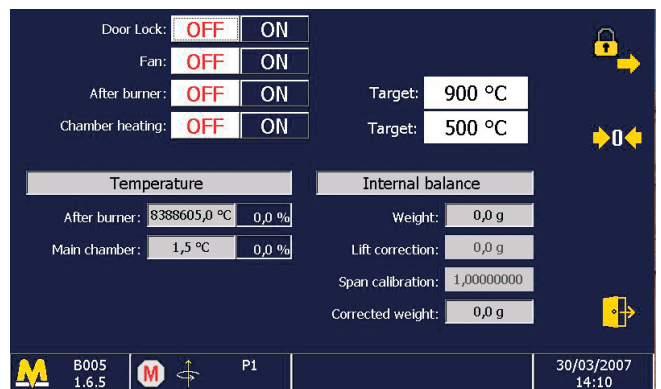 Door Lock: OFF ON
Fan: OFF ON
After burner: OFF ON Target: 900 °C
Chamber heating: OFF ON Target: 500 °C
0
Temperature Internal balance
After burner: 8388605,0 °C 0,0 % Weight: 0,0 g
Main chamber: 1,5 °C 0,0 % Lift correction: 0,0 g
Span calibration: 1,00000000
Corrected weight: 0,0 g
B005 M P1 30/03/2007
1.6.5 14:10